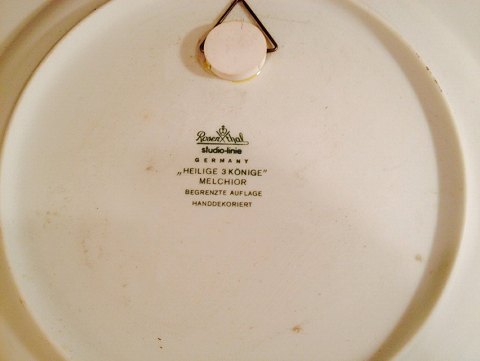 Rosenthal
studio-linie
GERMANY
„HEILIGE 3 KÖNIGE"
MELCHIOR
BEGRENZTE AUFLAGE
HANDDEKORIERT